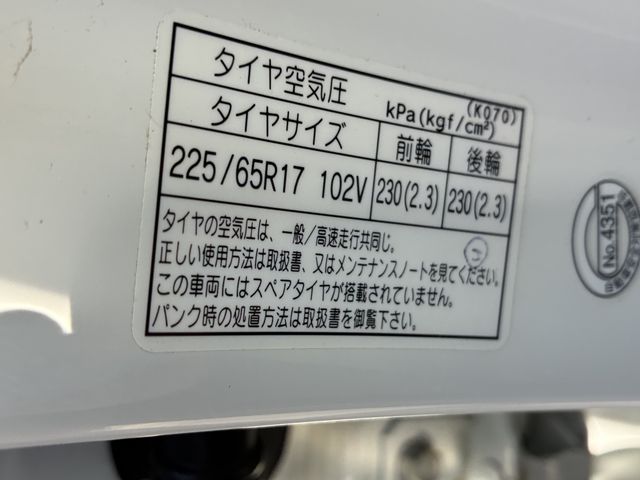 タイヤ空気圧 kPa(kgf/cm²) (K070)
タイヤサイズ 前輪 後輪
225/65R17 102V 230(2.3) 230(2.3)
タイヤの空気圧は、一般/高速走行共同じ。
正しい使用方法は取扱書、又はメンテナンスノートを見てください。
この車両にはスペアタイヤが搭載されていません。
パンク時の処置方法は取扱書を御覧下さい。
No.4351